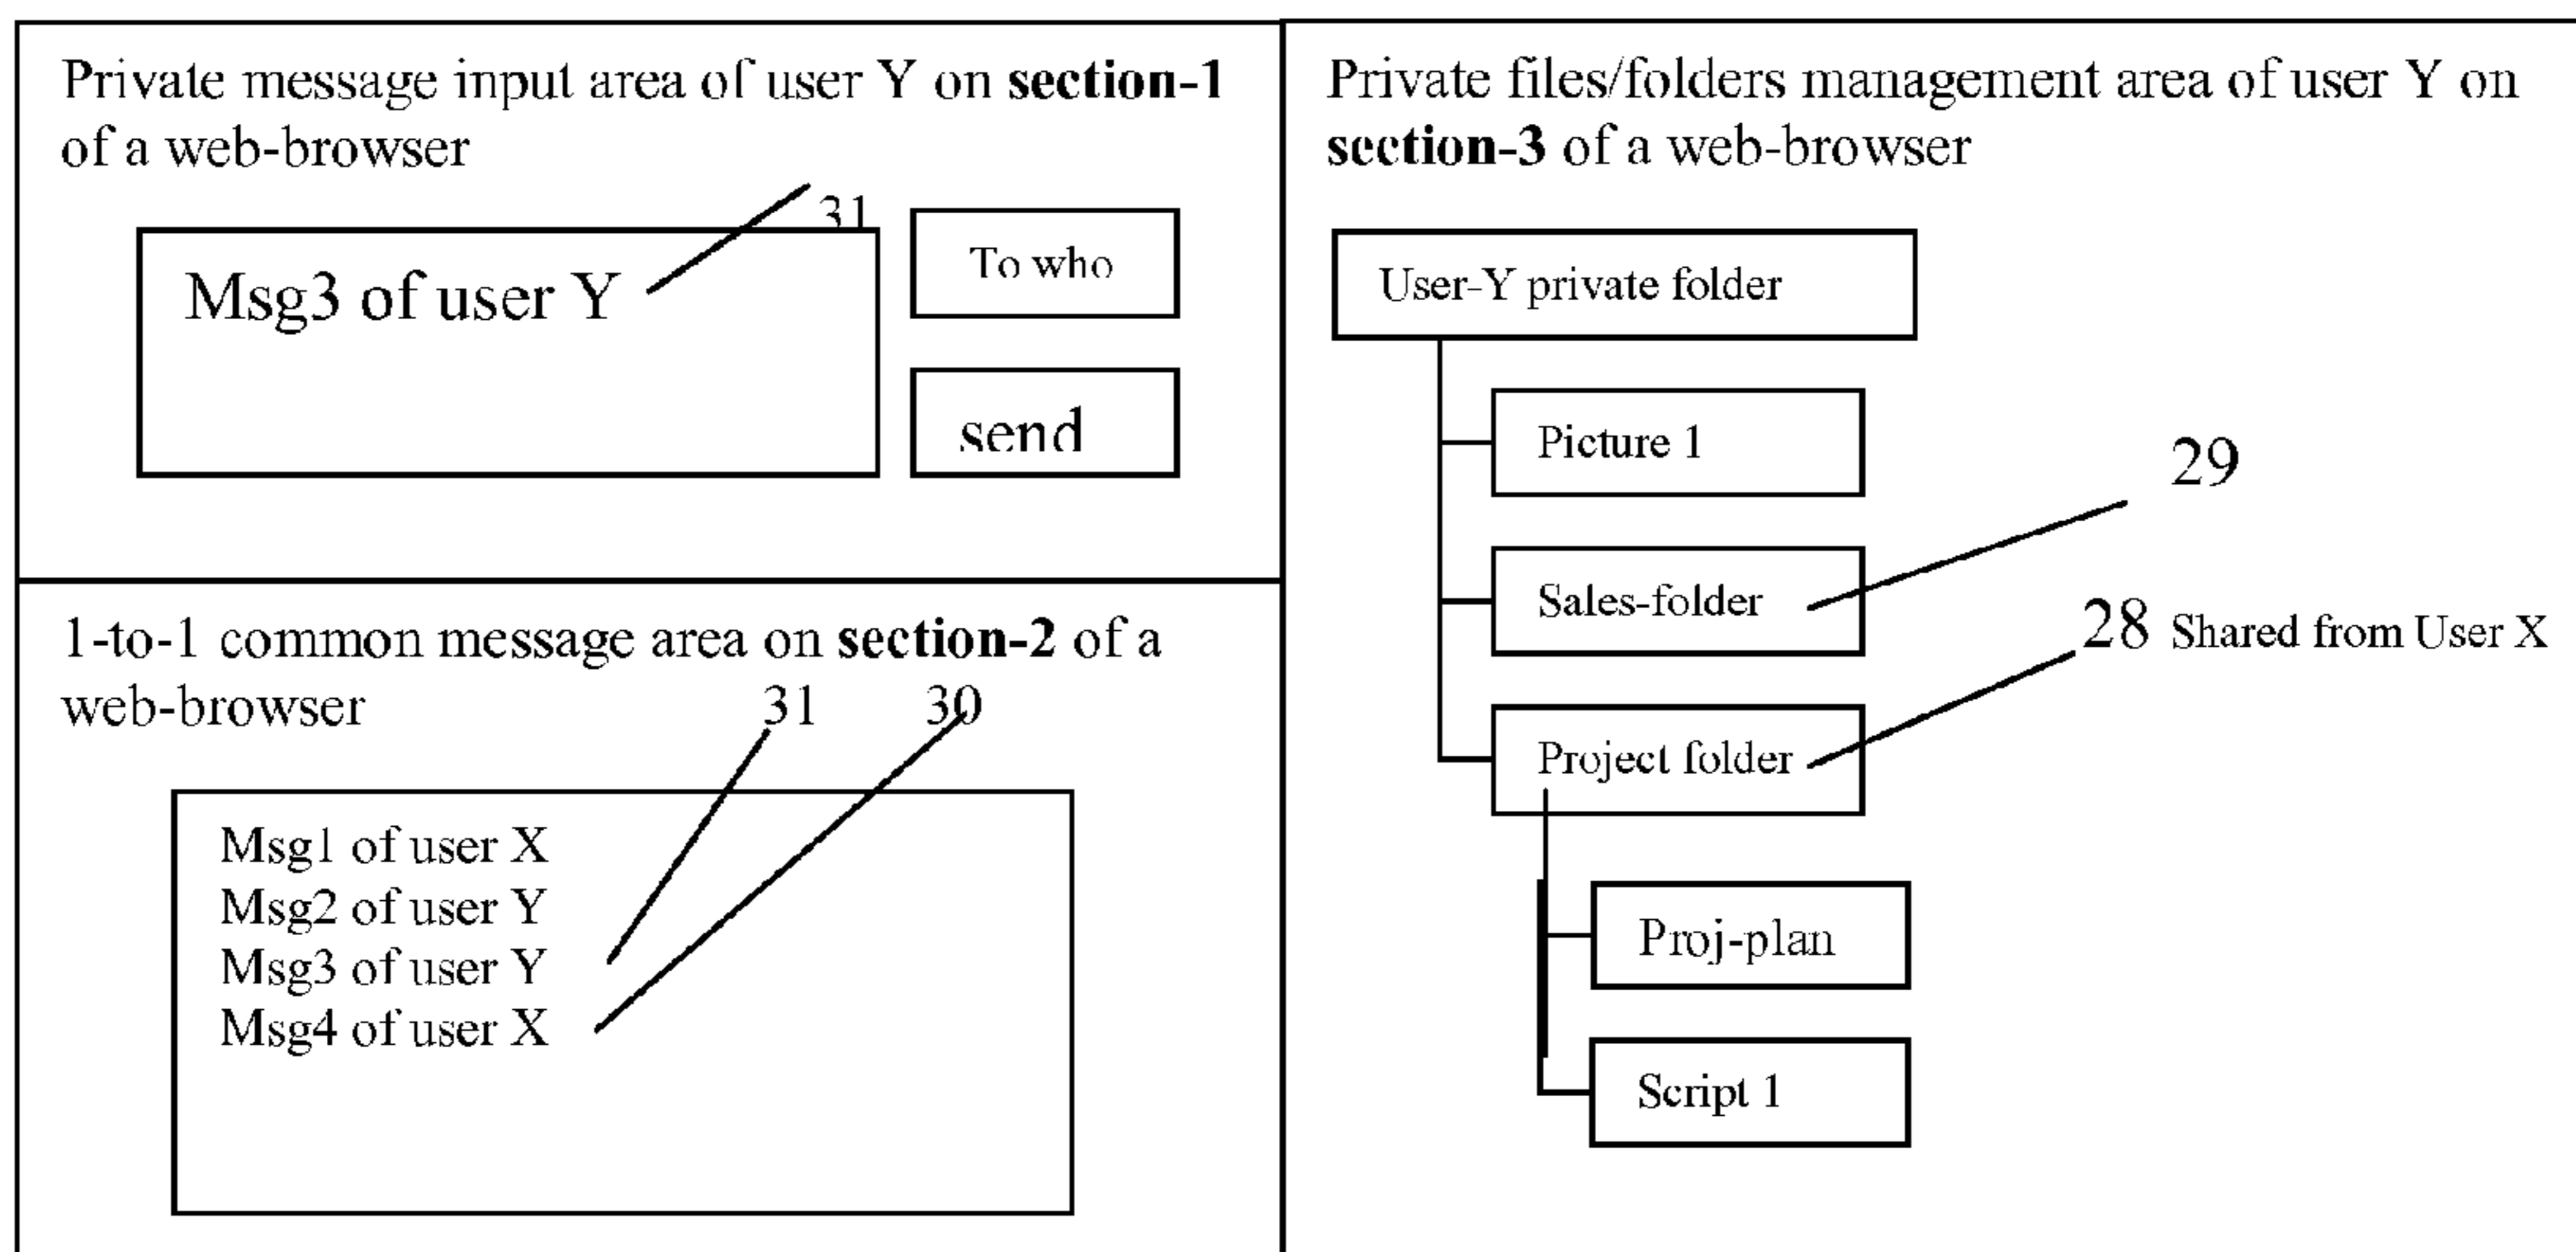 Private message input area of user Y on section-1
of a web-browser
31
Msg3 of user Y
To who
send
1-to-1 common message area on section-2 of a
web-browser
31
30
Msg1 of user X
Msg2 of user Y
Msg3 of user Y
Msg4 of user X
Private files/folders management area of user Y on
section-3 of a web-browser
User-Y private folder
Picture 1
29
Sales-folder
28 Shared from User X
Project folder
Proj-plan
Script 1